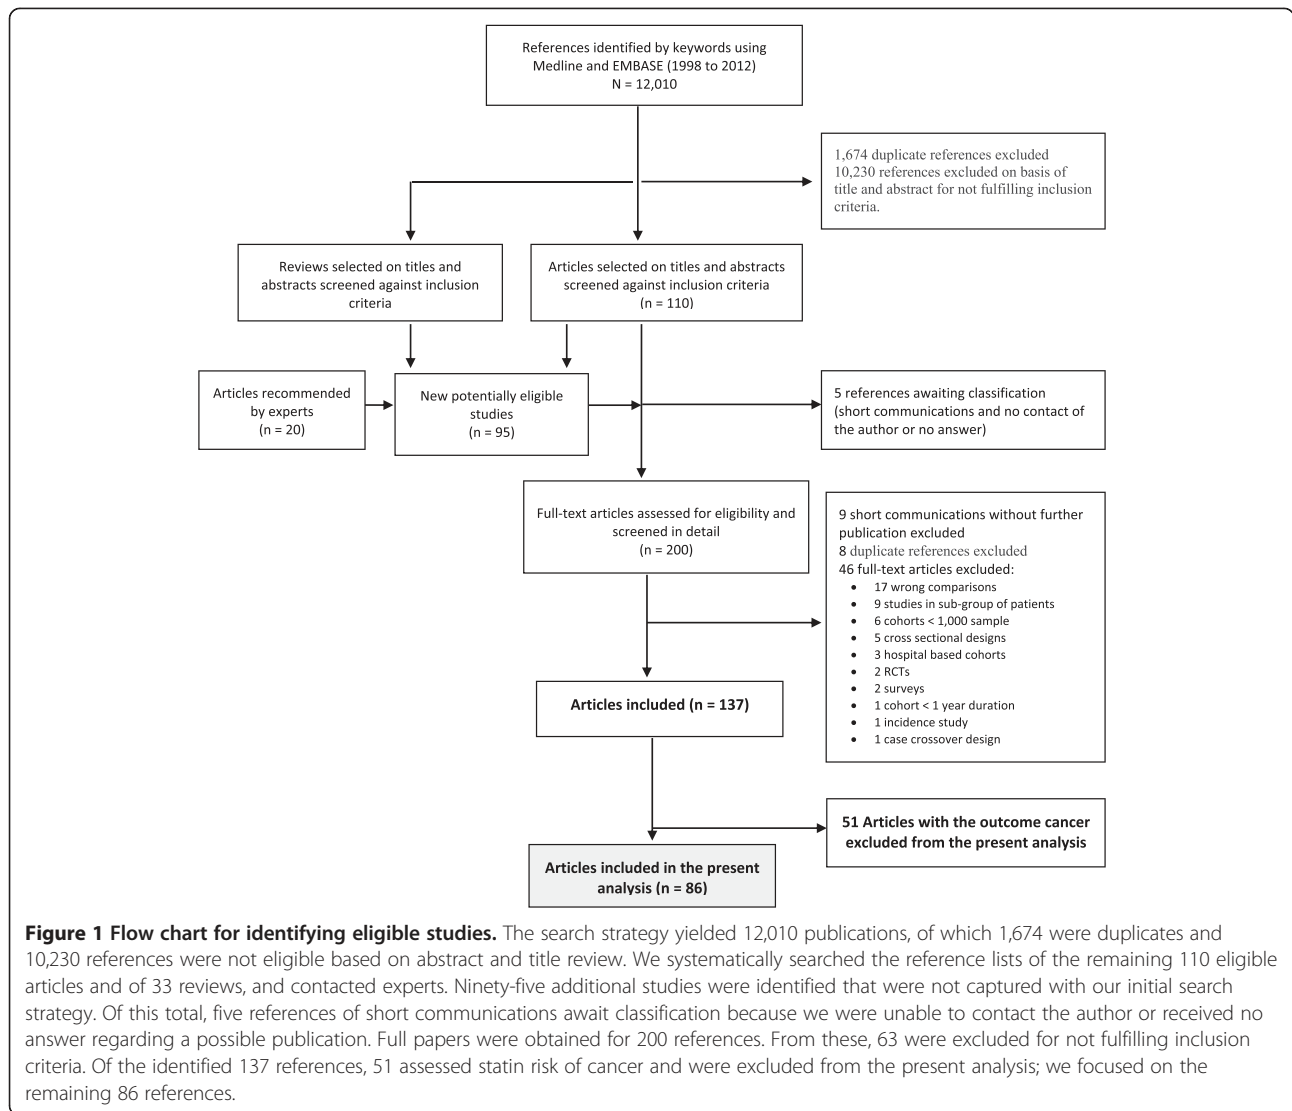 References identified by keywords using
Medline and EMBASE (1998 to 2012)
N = 12,010
1,674 duplicate references excluded
10,230 references excluded on basis of
title and abstract for not fulfilling inclusion
criteria.
Reviews selected on titles and
abstracts screened against inclusion
criteria
Articles selected on titles and abstracts
screened against inclusion criteria
(n = 110)
Articles recommended
by experts
(n = 20)
New potentially eligible
studies
(n = 95)
5 references awaiting classification
(short communications and no contact of
the author or no answer)
Full-text articles assessed for eligibility and
screened in detail
(n = 200)
9 short communications without further
publication excluded
8 duplicate references excluded
46 full-text articles excluded:
• 17 wrong comparisons
• 9 studies in sub-group of patients
• 6 cohorts < 1,000 sample
• 5 cross sectional designs
• 3 hospital based cohorts
• 2 RCTs
• 2 surveys
• 1 cohort < 1 year duration
• 1 incidence study
• 1 case crossover design
Articles included (n = 137)
51 Articles with the outcome cancer
excluded from the present analysis
Articles included in the present
analysis (n = 86)
Figure 1 Flow chart for identifying eligible studies. The search strategy yielded 12,010 publications, of which 1,674 were duplicates and
10,230 references were not eligible based on abstract and title review. We systematically searched the reference lists of the remaining 110 eligible
articles and of 33 reviews, and contacted experts. Ninety-five additional studies were identified that were not captured with our initial search
strategy. Of this total, five references of short communications await classification because we were unable to contact the author or received no
answer regarding a possible publication. Full papers were obtained for 200 references. From these, 63 were excluded for not fulfilling inclusion
criteria. Of the identified 137 references, 51 assessed statin risk of cancer and were excluded from the present analysis; we focused on the
remaining 86 references.